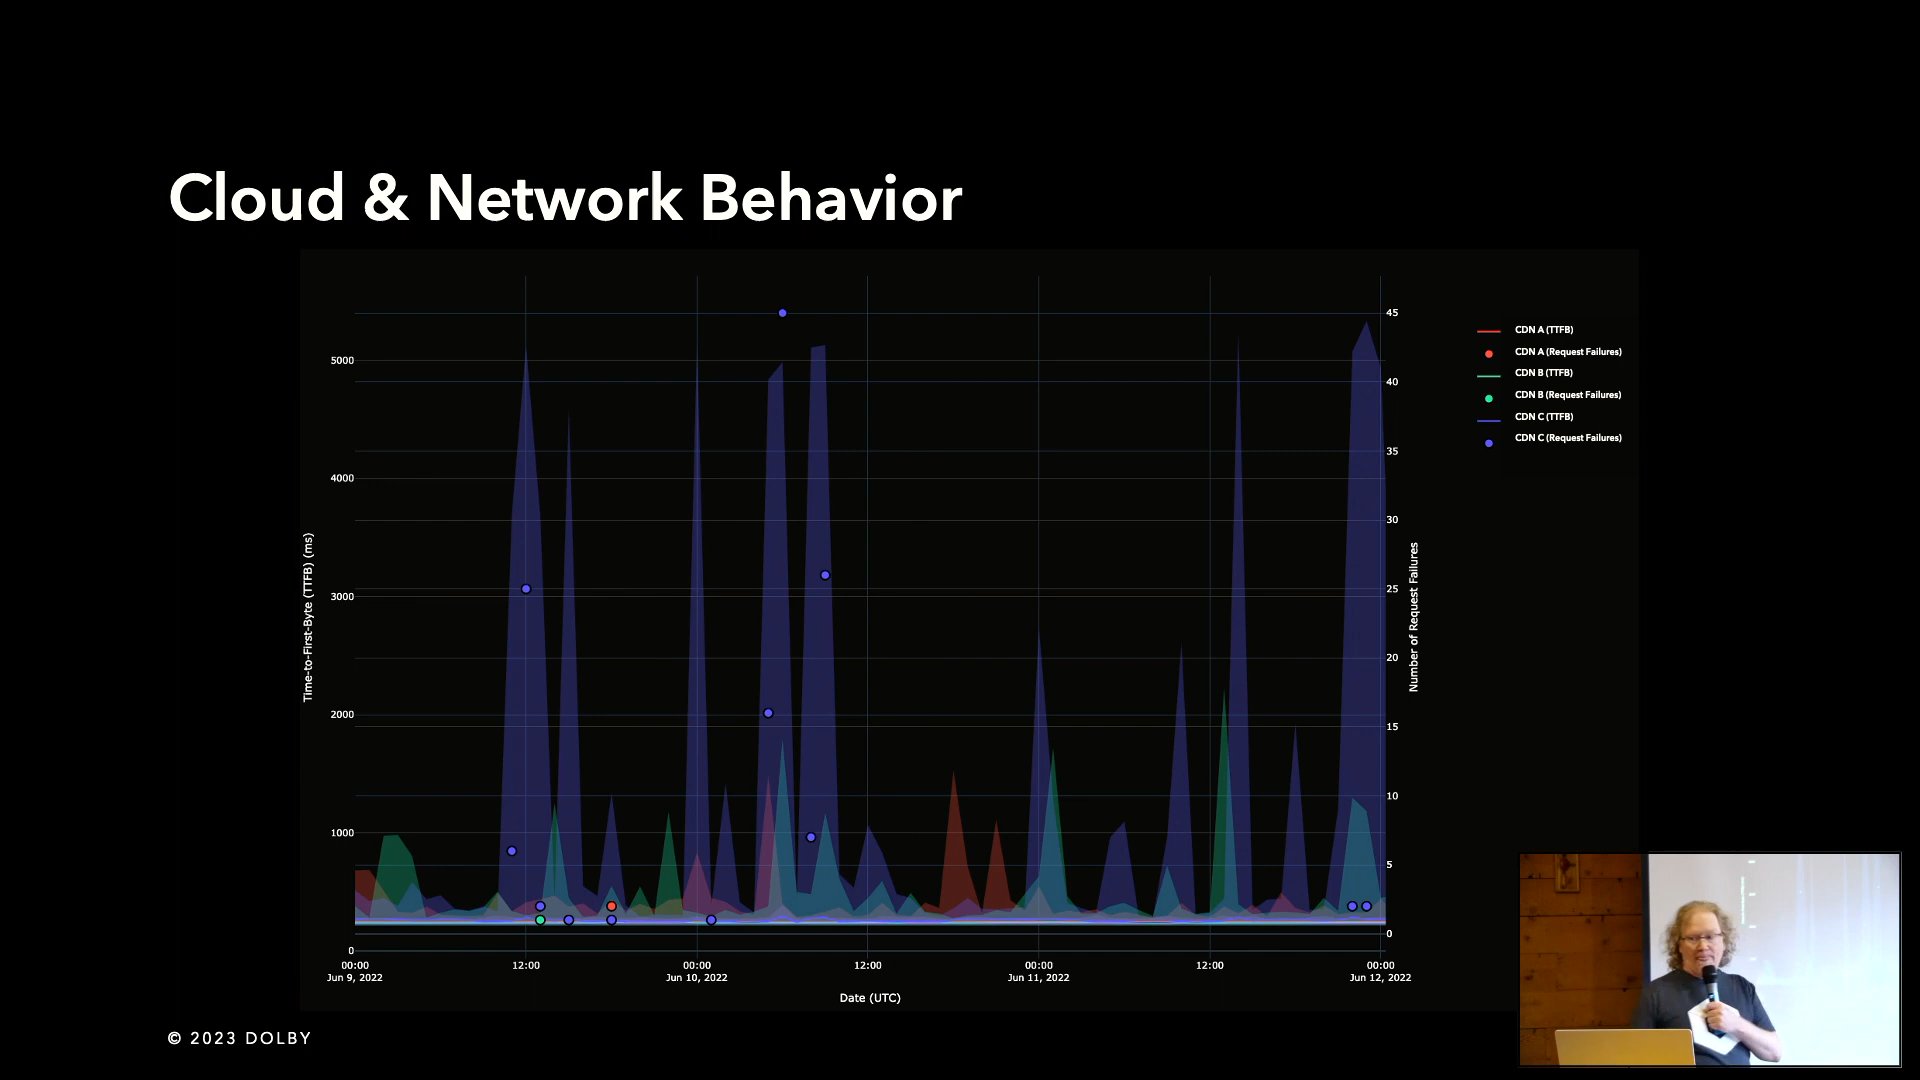 Cloud & Network Behavior
CDN A (TTFB)
CDN A (Request Failures)
CDN B (TTFB)
CDN B (Request Failures)
CDN C (TTFB)
CDN C (Request Failures)
Time-to-First-Byte (TTFB) (ms)
5000
4000
3000
2000
1000
0
45
40
35
30
25
20
15
10
5
0
Number of Request Failures
00:00
Jun 9, 2022
12:00
00:00
Jun 10, 2022
12:00
00:00
Jun 11, 2022
12:00
00:00
Jun 12, 2022
Date (UTC)
© 2023 DOLBY